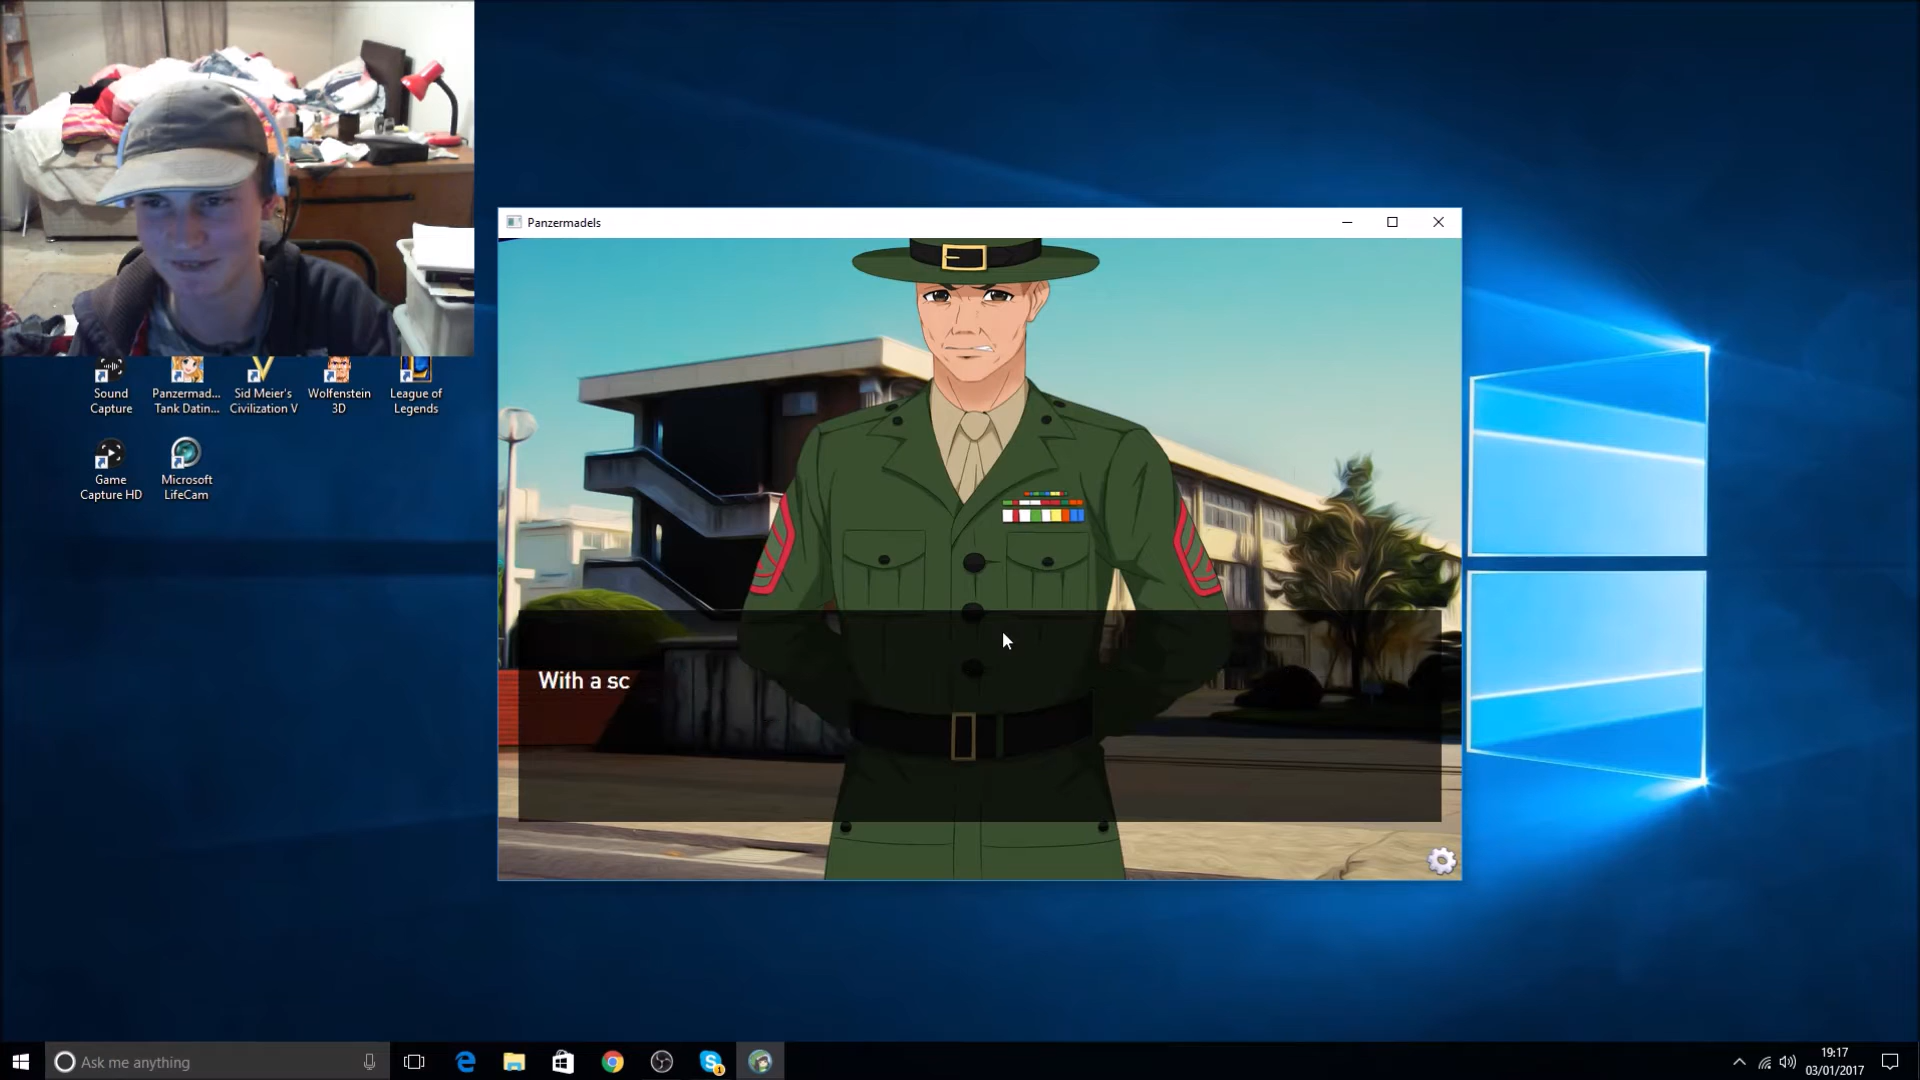 Panzermadels
Sound
Capture
Panzermad...
Tank Datin...
Sid Meier's
Civilization V
Wolfenstein
3D
League of
Legends
Game
Capture HD
Microsoft
LifeCam
With a sc
Ask me anything
19:17
03/01/2017